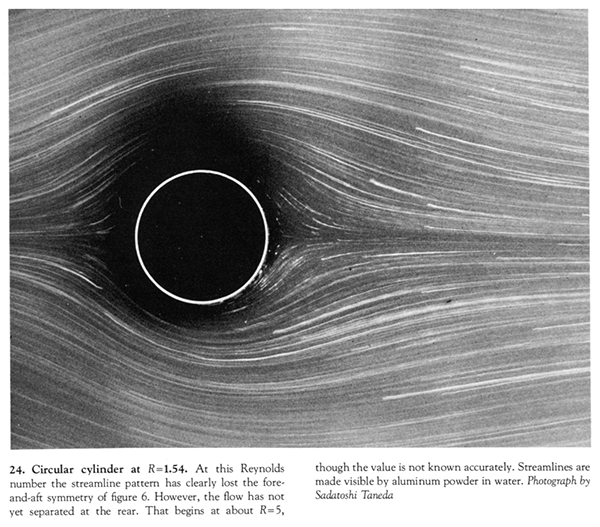 24. Circular cylinder at R=1.54. At this Reynolds
number the streamline pattern has clearly lost the fore-
and-aft symmetry of figure 6. However, the flow has not
yet separated at the rear. That begins at about R=5,
though the value is not known accurately. Streamlines are
made visible by aluminum powder in water. Photograph by
Sadatoshi Taneda